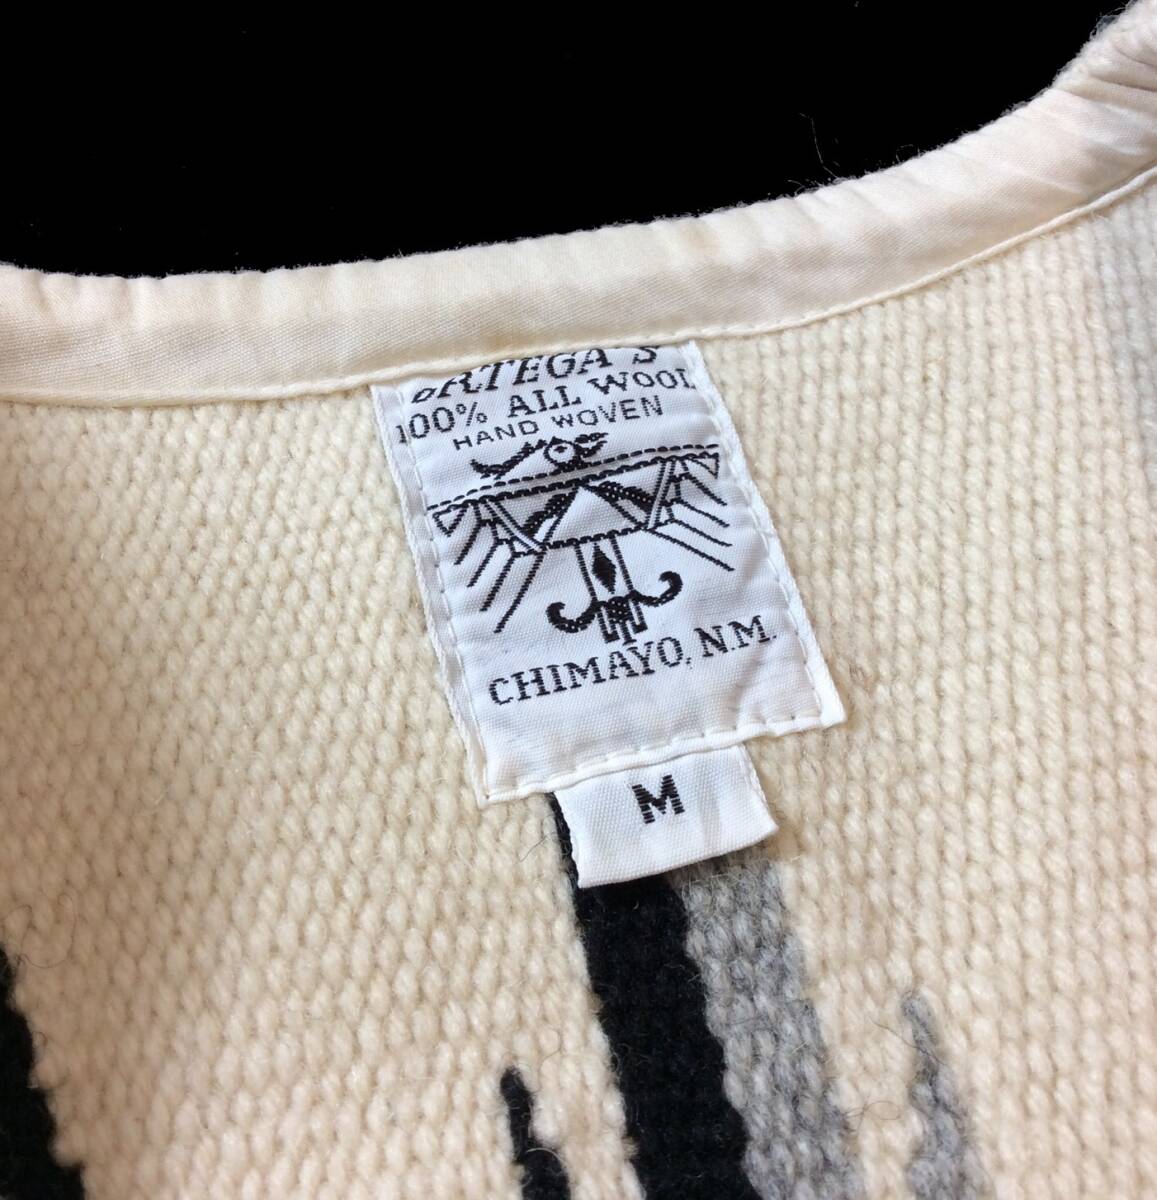 ORTEGA'S
100% ALL WOOL
HAND WOVEN
CHIMAYO, N.M.
M